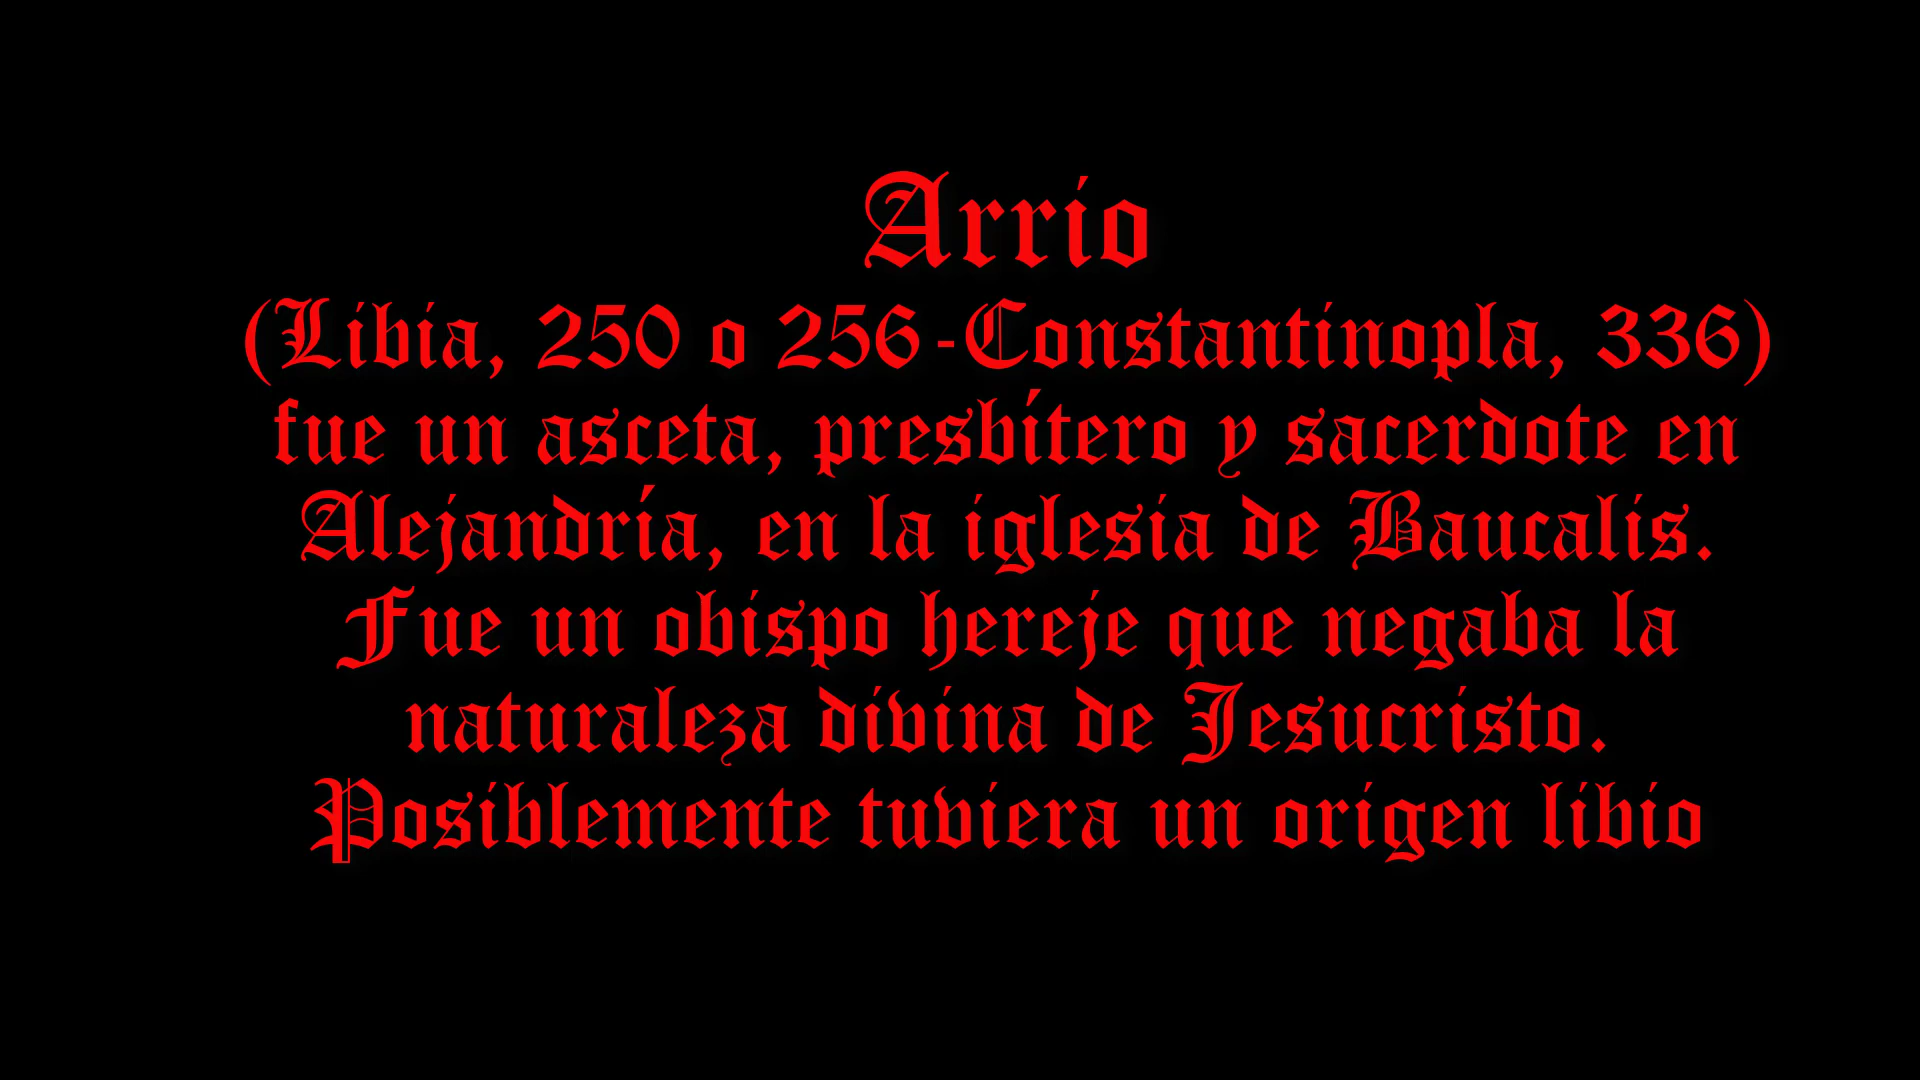 Arrio
(Libia, 250 o 256-Constantinopla, 336)
fue un asceta, presbítero y sacerdote en
Alejandría, en la iglesia de Baucalis.
Fue un obispo hereje que negaba la
naturaleza divina de Jesucristo.
Posiblemente tuviera un origen libio